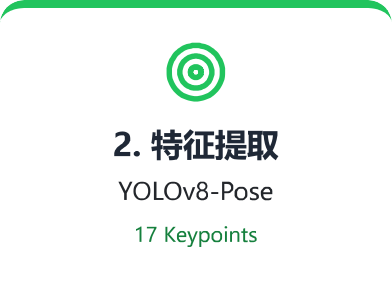 2. 特征提取
YOLOv8-Pose
17 Keypoints